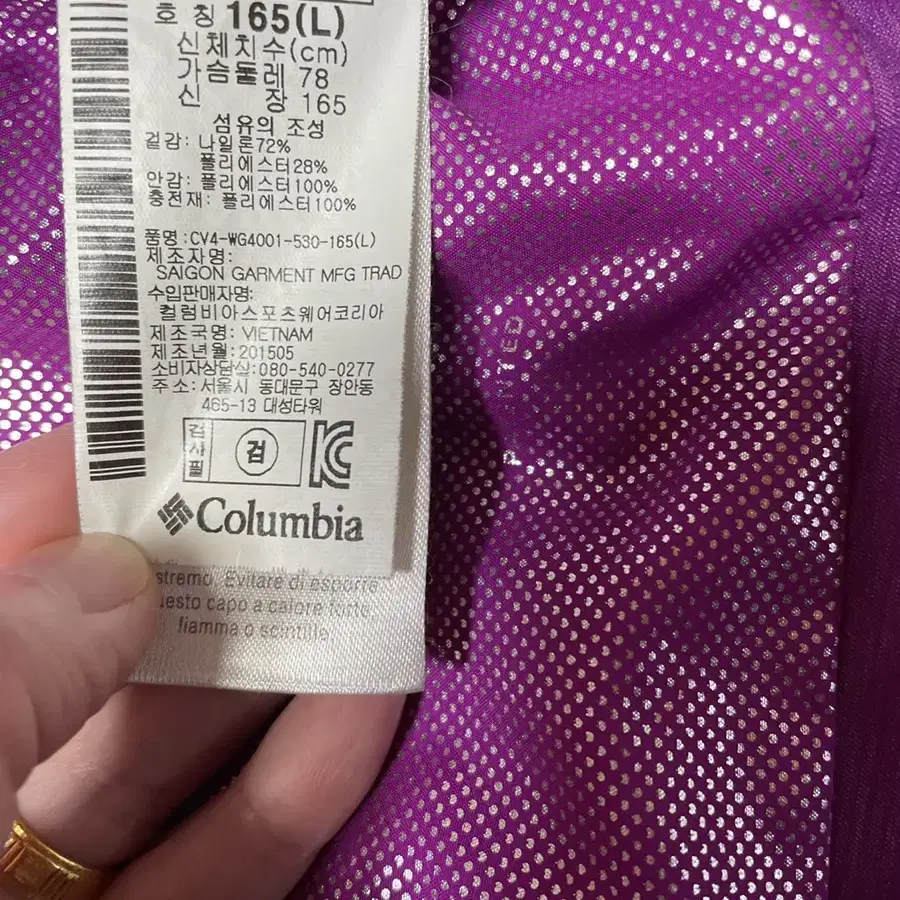 호 칭 165(L)
신체치수(cm)
가슴둘레 78
신 장 165
섬유의 조성
겉감: 나일론72%
폴리에스터28%
안감: 폴리에스터100%
충전재: 폴리에스터100%
품명:CV4-WG4001-530-165(L)
제조자명:
SAIGON GARMENT MFG TRAD
수입판매자명:
컬럼비아스포츠웨어코리아
제조국명: VIETNAM
제조년월:201505
소비자상담실:080-540-0277
주소:서울시 동대문구 장안동
465-13 대성타워
검사필 검
Columbia
stremo. Evitare di esporre
uesto capo a calore forte,
fiamma o scintille